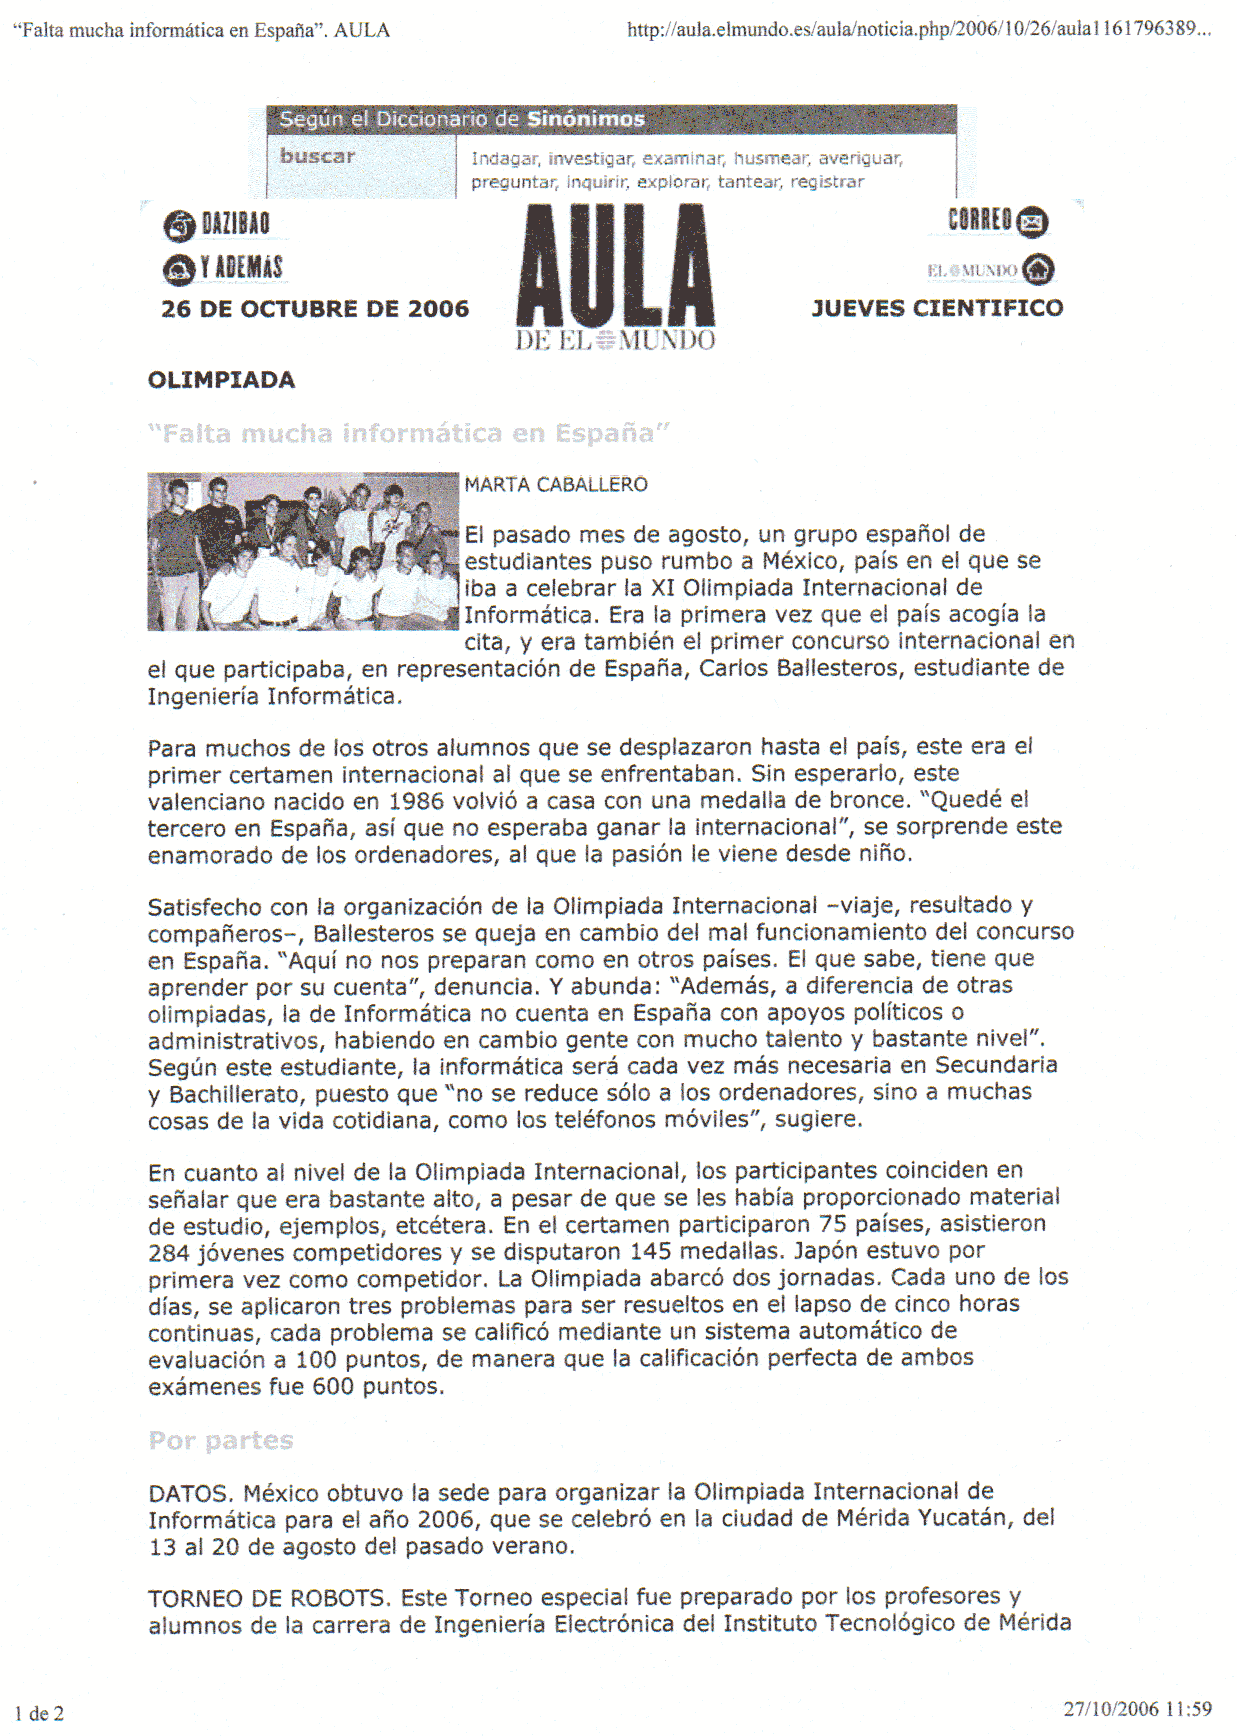 “Falta mucha informática en España”. AULA
http://aula.elmundo.es/aula/noticia.php/2006/10/26/aula1161796389...
Según el Diccionario de Sinónimos
buscar
Indagar, investigar, examinar, husmear, averiguar,
preguntar, inquirir, explorar, tantear, registrar
DAZIBAO
CORREO
AULA
Y ADEMÁS
EL MUNDO
26 DE OCTUBRE DE 2006
JUEVES CIENTIFICO
DE EL MUNDO
OLIMPIADA
“Falta mucha informática en España”
MARTA CABALLERO
El pasado mes de agosto, un grupo español de
estudiantes puso rumbo a México, país en el que se
iba a celebrar la XI Olimpiada Internacional de
Informática. Era la primera vez que el país acogía la
cita, y era también el primer concurso internacional en
el que participaba, en representación de España, Carlos Ballesteros, estudiante de
Ingeniería Informática.
Para muchos de los otros alumnos que se desplazaron hasta el país, este era el
primer certamen internacional al que se enfrentaban. Sin esperarlo, este
valenciano nacido en 1986 volvió a casa con una medalla de bronce. “Quedé el
tercero en España, así que no esperaba ganar la internacional”, se sorprende este
enamorado de los ordenadores, al que la pasión le viene desde niño.
Satisfecho con la organización de la Olimpiada Internacional –viaje, resultado y
compañeros–, Ballesteros se queja en cambio del mal funcionamiento del concurso
en España. “Aquí no nos preparan como en otros países. El que sabe, tiene que
aprender por su cuenta”, denuncia. Y abunda: “Además, a diferencia de otras
olimpiadas, la de Informática no cuenta en España con apoyos políticos o
administrativos, habiendo en cambio gente con mucho talento y bastante nivel”.
Según este estudiante, la informática será cada vez más necesaria en Secundaria
y Bachillerato, puesto que “no se reduce sólo a los ordenadores, sino a muchas
cosas de la vida cotidiana, como los teléfonos móviles”, sugiere.
En cuanto al nivel de la Olimpiada Internacional, los participantes coinciden en
señalar que era bastante alto, a pesar de que se les había proporcionado material
de estudio, ejemplos, etcétera. En el certamen participaron 75 países, asistieron
284 jóvenes competidores y se disputaron 145 medallas. Japón estuvo por
primera vez como competidor. La Olimpiada abarcó dos jornadas. Cada uno de los
días, se aplicaron tres problemas para ser resueltos en el lapso de cinco horas
continuas, cada problema se calificó mediante un sistema automático de
evaluación a 100 puntos, de manera que la calificación perfecta de ambos
exámenes fue 600 puntos.
Por partes
DATOS. México obtuvo la sede para organizar la Olimpiada Internacional de
Informática para el año 2006, que se celebró en la ciudad de Mérida Yucatán, del
13 al 20 de agosto del pasado verano.
TORNEO DE ROBOTS. Este Torneo especial fue preparado por los profesores y
alumnos de la carrera de Ingeniería Electrónica del Instituto Tecnológico de Mérida
1 de 2
27/10/2006 11:59